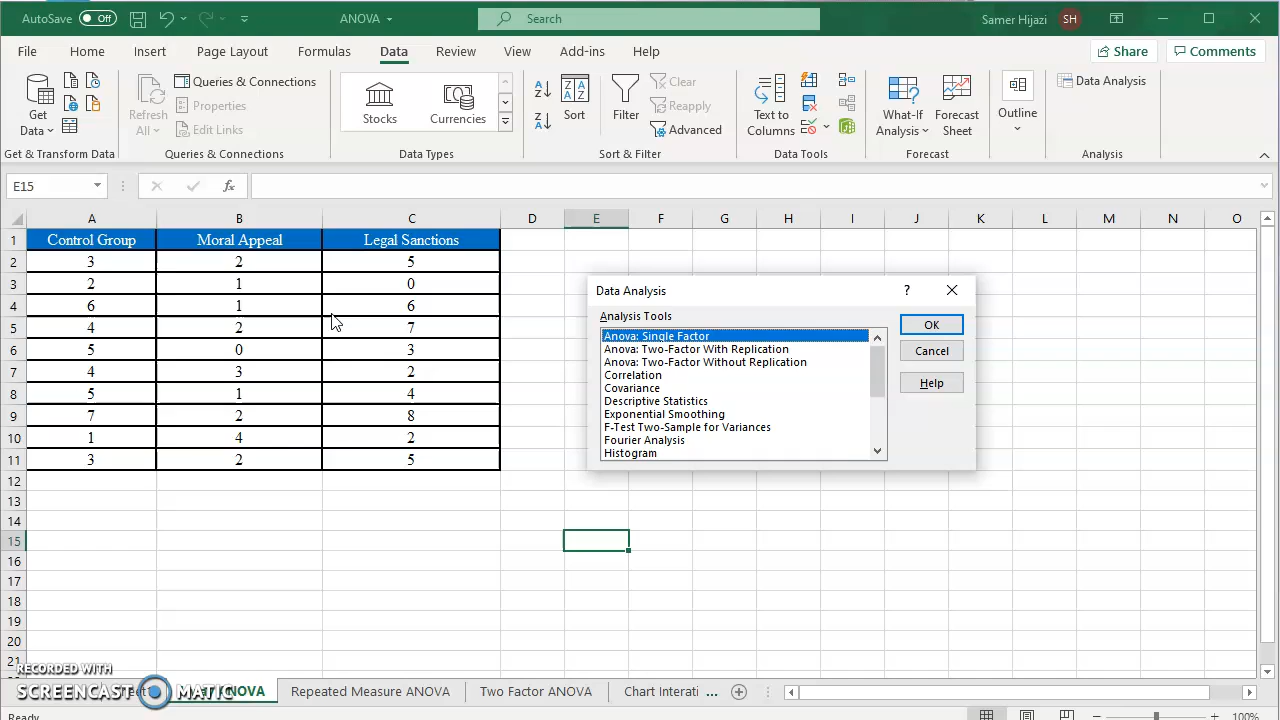 AutoSave Off ANOVA Search Samer Hijazi SH
File Home Insert Page Layout Formulas Data Review View Add-ins Help Share Comments
Get Data Refresh All Queries & Connections Properties Edit Links Stocks Currencies Sort Filter Clear Reapply Advanced Text to Columns What-If Analysis Forecast Sheet Outline Data Analysis
Get & Transform Data Queries & Connections Data Types Sort & Filter Data Tools Forecast Analysis
E15 fx
A B C D E F G H I J K L M N O
1 Control Group Moral Appeal Legal Sanctions
2 3 2 5
3 2 1 0
4 6 1 6
5 4 2 7
6 5 0 3
7 4 3 2
8 5 1 4
9 7 2 8
10 1 4 2
11 3 2 5
12
13
14
15
16
17
18
19
20
21
Data Analysis ?
Analysis Tools
Anova: Single Factor
Anova: Two-Factor With Replication
Anova: Two-Factor Without Replication
Correlation
Covariance
Descriptive Statistics
Exponential Smoothing
F-Test Two-Sample for Variances
Fourier Analysis
Histogram
OK
Cancel
Help
RECORDED WITH
SCREENCAST MATIC
ANOVA Repeated Measure ANOVA Two Factor ANOVA Chart Interati ...
Ready 100%